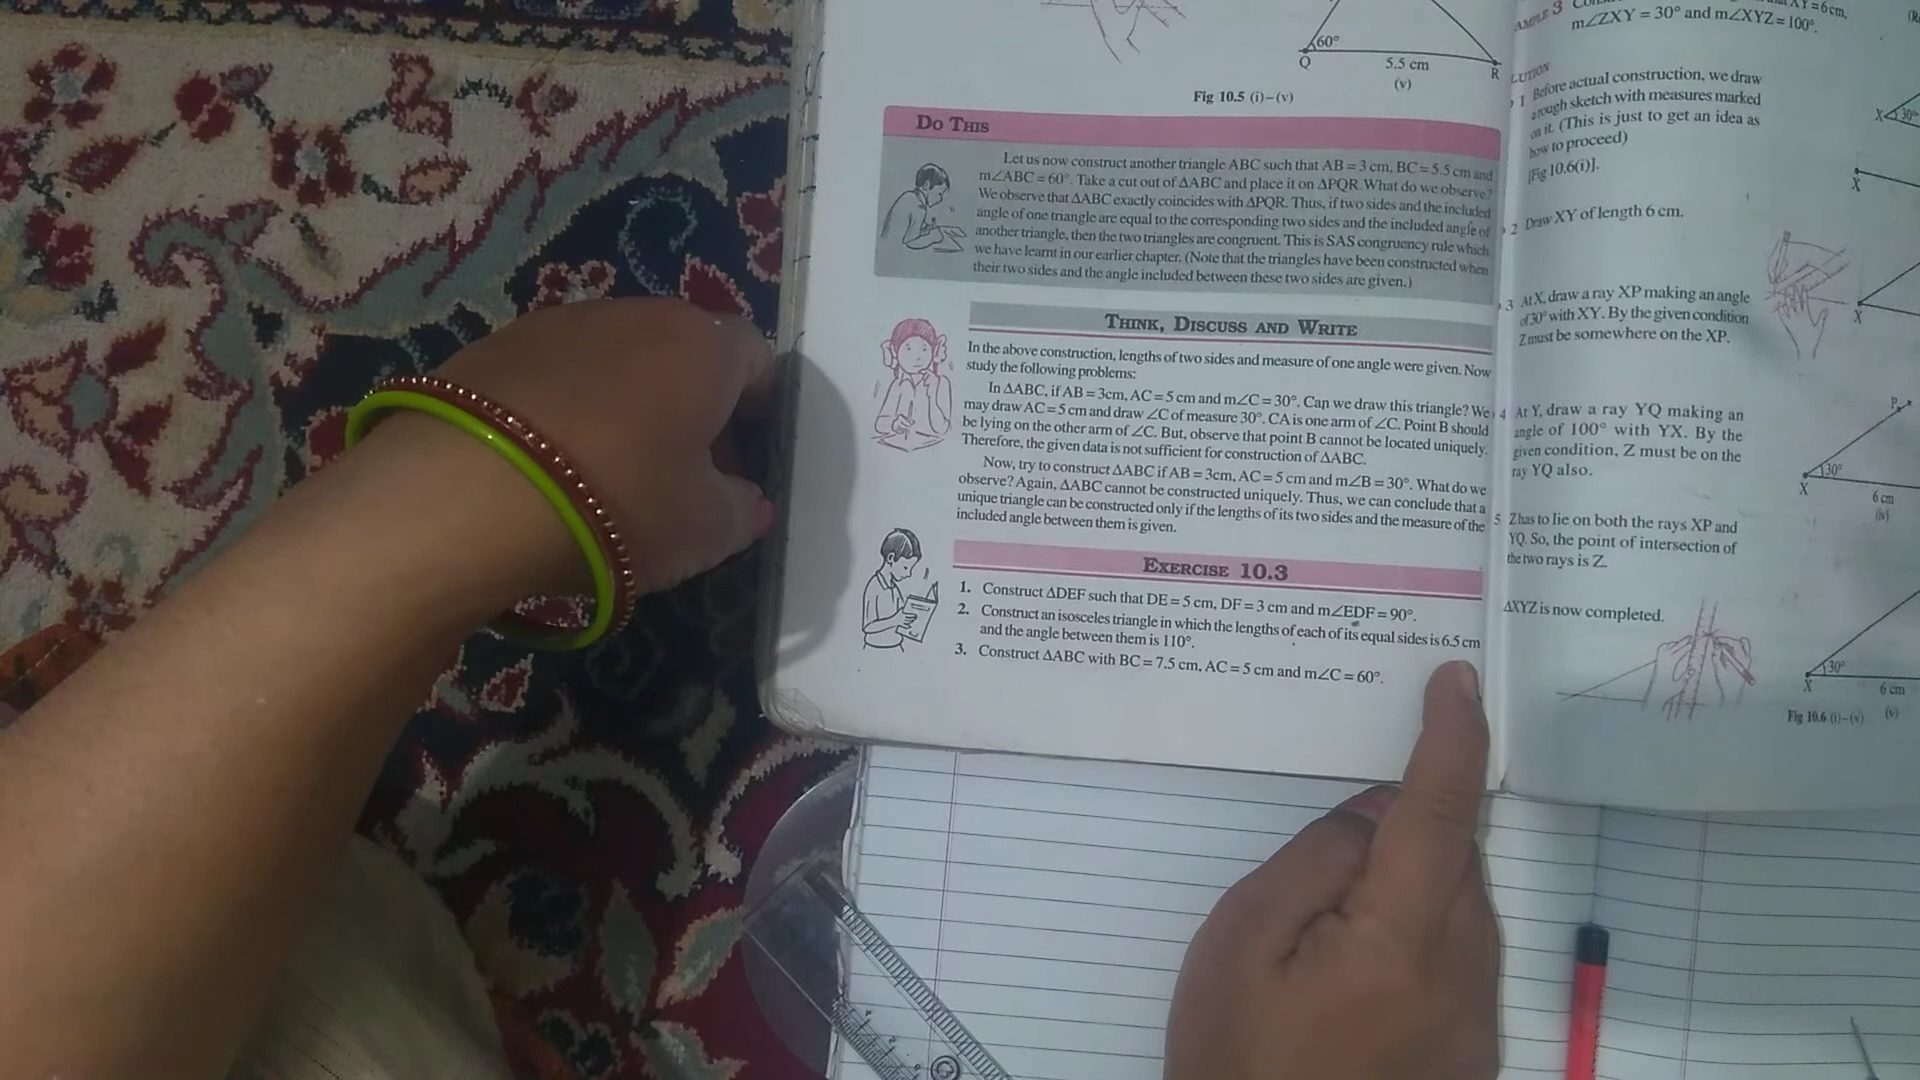 60°
Q
5.5 cm
R
(v)
Fig 10.5 (i)–(v)
DO THIS
Let us now construct another triangle ABC such that AB = 3 cm, BC = 5.5 cm and
m∠ABC = 60°. Take a cut out of ΔABC and place it on ΔPQR. What do we observe?
We observe that ΔABC exactly coincides with ΔPQR. Thus, if two sides and the included
angle of one triangle are equal to the corresponding two sides and the included angle of
another triangle, then the two triangles are congruent. This is SAS congruency rule which
we have learnt in our earlier chapter. (Note that the triangles have been constructed when
their two sides and the angle included between these two sides are given.)
THINK, DISCUSS AND WRITE
In the above construction, lengths of two sides and measure of one angle were given. Now
study the following problems:
In ΔABC, if AB = 3cm, AC = 5 cm and m∠C = 30°. Can we draw this triangle? We
may draw AC = 5 cm and draw ∠C of measure 30°. CA is one arm of ∠C. Point B should
be lying on the other arm of ∠C. But, observe that point B cannot be located uniquely.
Therefore, the given data is not sufficient for construction of ΔABC.
Now, try to construct ΔABC if AB = 3cm, AC = 5 cm and m∠B = 30°. What do we
observe? Again, ΔABC cannot be constructed uniquely. Thus, we can conclude that a
unique triangle can be constructed only if the lengths of its two sides and the measure of the
included angle between them is given.
EXERCISE 10.3
1. Construct ΔDEF such that DE = 5 cm, DF = 3 cm and m∠EDF = 90°.
2. Construct an isosceles triangle in which the lengths of each of its equal sides is 6.5 cm
and the angle between them is 110°.
3. Construct ΔABC with BC = 7.5 cm, AC = 5 cm and m∠C = 60°.
3
XY = 6 cm,
m∠ZXY = 30° and m∠XYZ = 100°.
LUTION
1 Before actual construction, we draw
a rough sketch with measures marked
on it. (This is just to get an idea as
how to proceed)
[Fig 10.6(i)].
X
30°
X
2 Draw XY of length 6 cm.
3 At X, draw a ray XP making an angle
of 30° with XY. By the given condition
Z must be somewhere on the XP.
X
4 At Y, draw a ray YQ making an
angle of 100° with YX. By the
given condition, Z must be on the
ray YQ also.
P
30°
X
6 cm
(iv)
5 Z has to lie on both the rays XP and
YQ. So, the point of intersection of
the two rays is Z.
ΔXYZ is now completed.
30°
X
6 cm
Fig 10.6 (i)–(v)
(v)